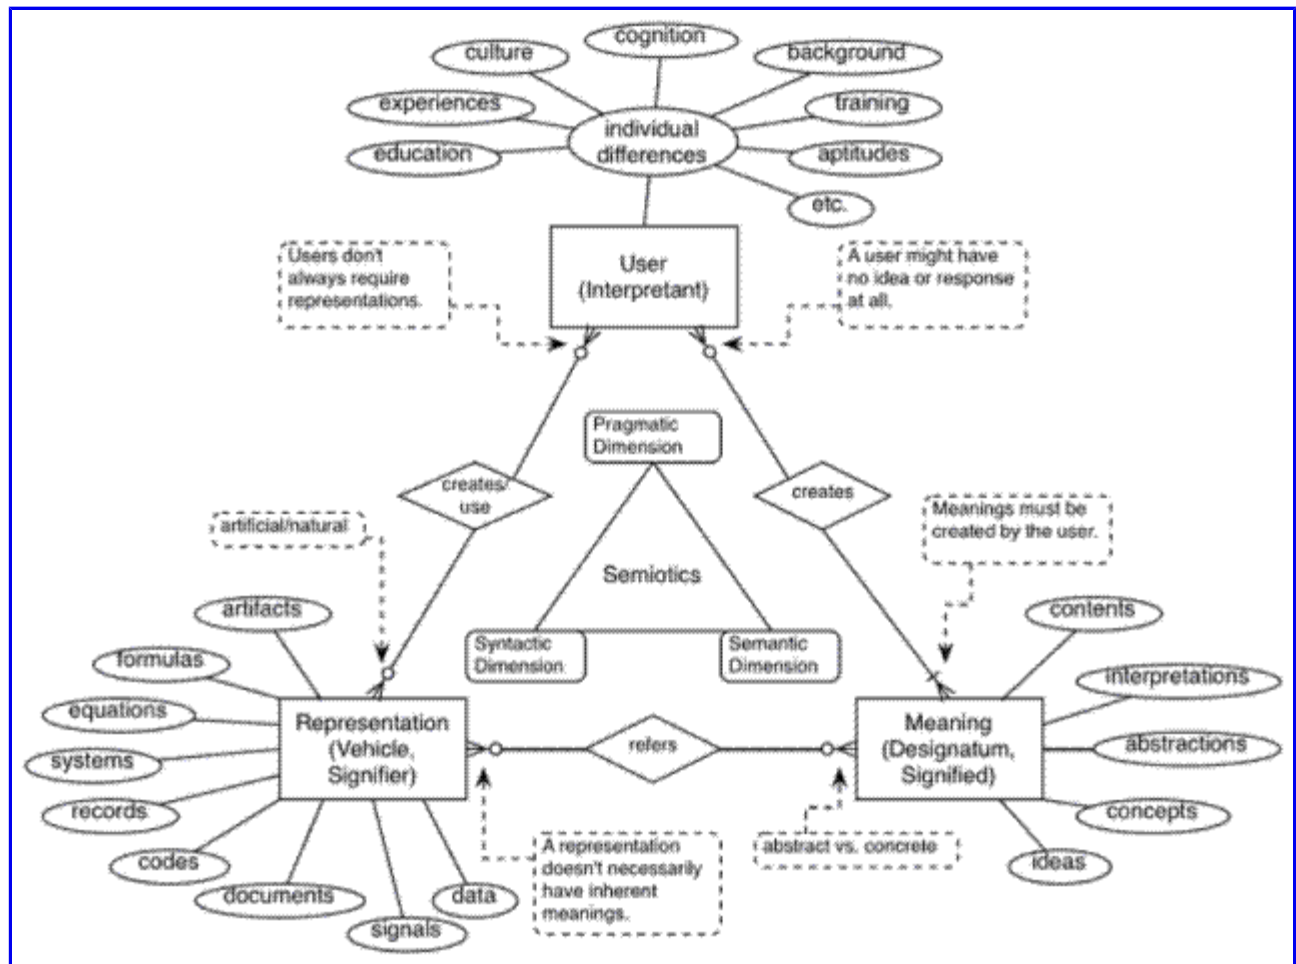 cognition
culture
background
experiences
training
individual
differences
education
aptitudes
etc.
Users don't
always require
representations.
User
(Interpretant)
A user might have
no idea or response
at all.
Pragmatic
Dimension
creates/
use
creates
artificial/natural
Meanings must be
created by the user.
Semiotics
artifacts
contents
Syntactic
Dimension
Semantic
Dimension
formulas
interpretations
equations
Representation
(Vehicle,
Signifier)
refers
Meaning
(Designatum,
Signified)
abstractions
systems
records
concepts
codes
A representation
doesn't necessarily
have inherent
meanings.
abstract vs. concrete
ideas
documents
data
signals